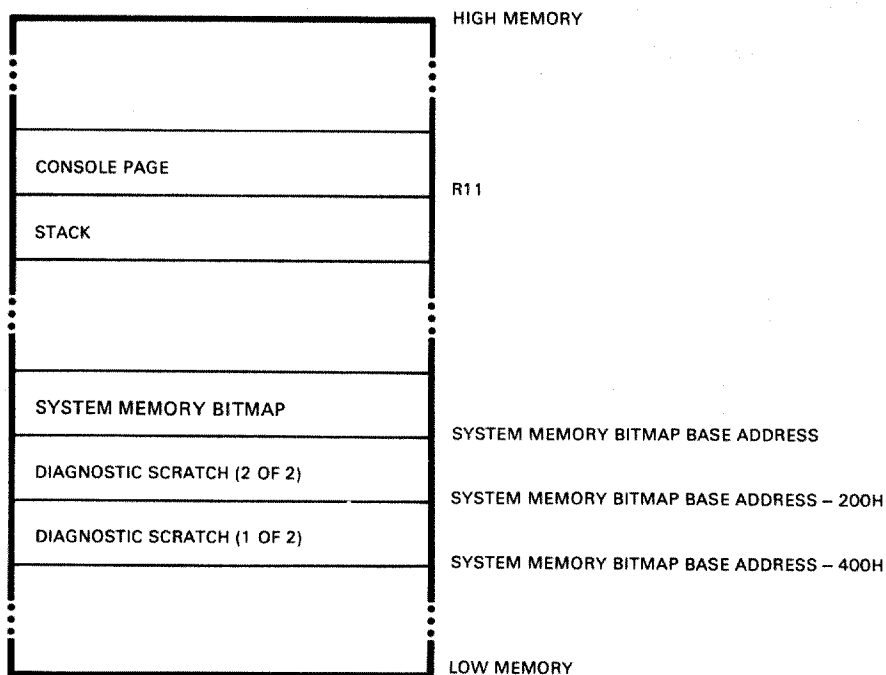 HIGH MEMORY
CONSOLE PAGE
R11
STACK
SYSTEM MEMORY BITMAP
SYSTEM MEMORY BITMAP BASE ADDRESS
DIAGNOSTIC SCRATCH (2 OF 2)
SYSTEM MEMORY BITMAP BASE ADDRESS – 200H
DIAGNOSTIC SCRATCH (1 OF 2)
SYSTEM MEMORY BITMAP BASE ADDRESS – 400H
LOW MEMORY